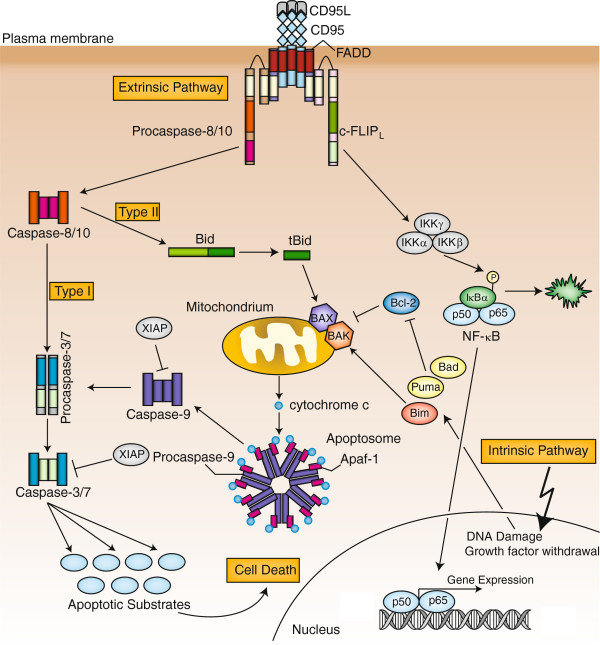 CD95L
CD95
Plasma membrane
FADD
Extrinsic Pathway
Procaspase-8/10
c-FLIPL
Caspase-8/10
Type II
Bid
tBid
IKKγ
IKKα
IKKβ
P
IκBα
p50
p65
NF-κB
Type I
Mitochondrium
BAX
BAK
Bcl-2
Bad
Puma
Bim
XIAP
Procaspase-3/7
Caspase-9
cytochrome c
Apoptosome
Apaf-1
XIAP
Procaspase-9
Caspase-3/7
Intrinsic Pathway
DNA Damage
Growth factor withdrawal
Cell Death
Apoptotic Substrates
Gene Expression
p50
p65
Nucleus